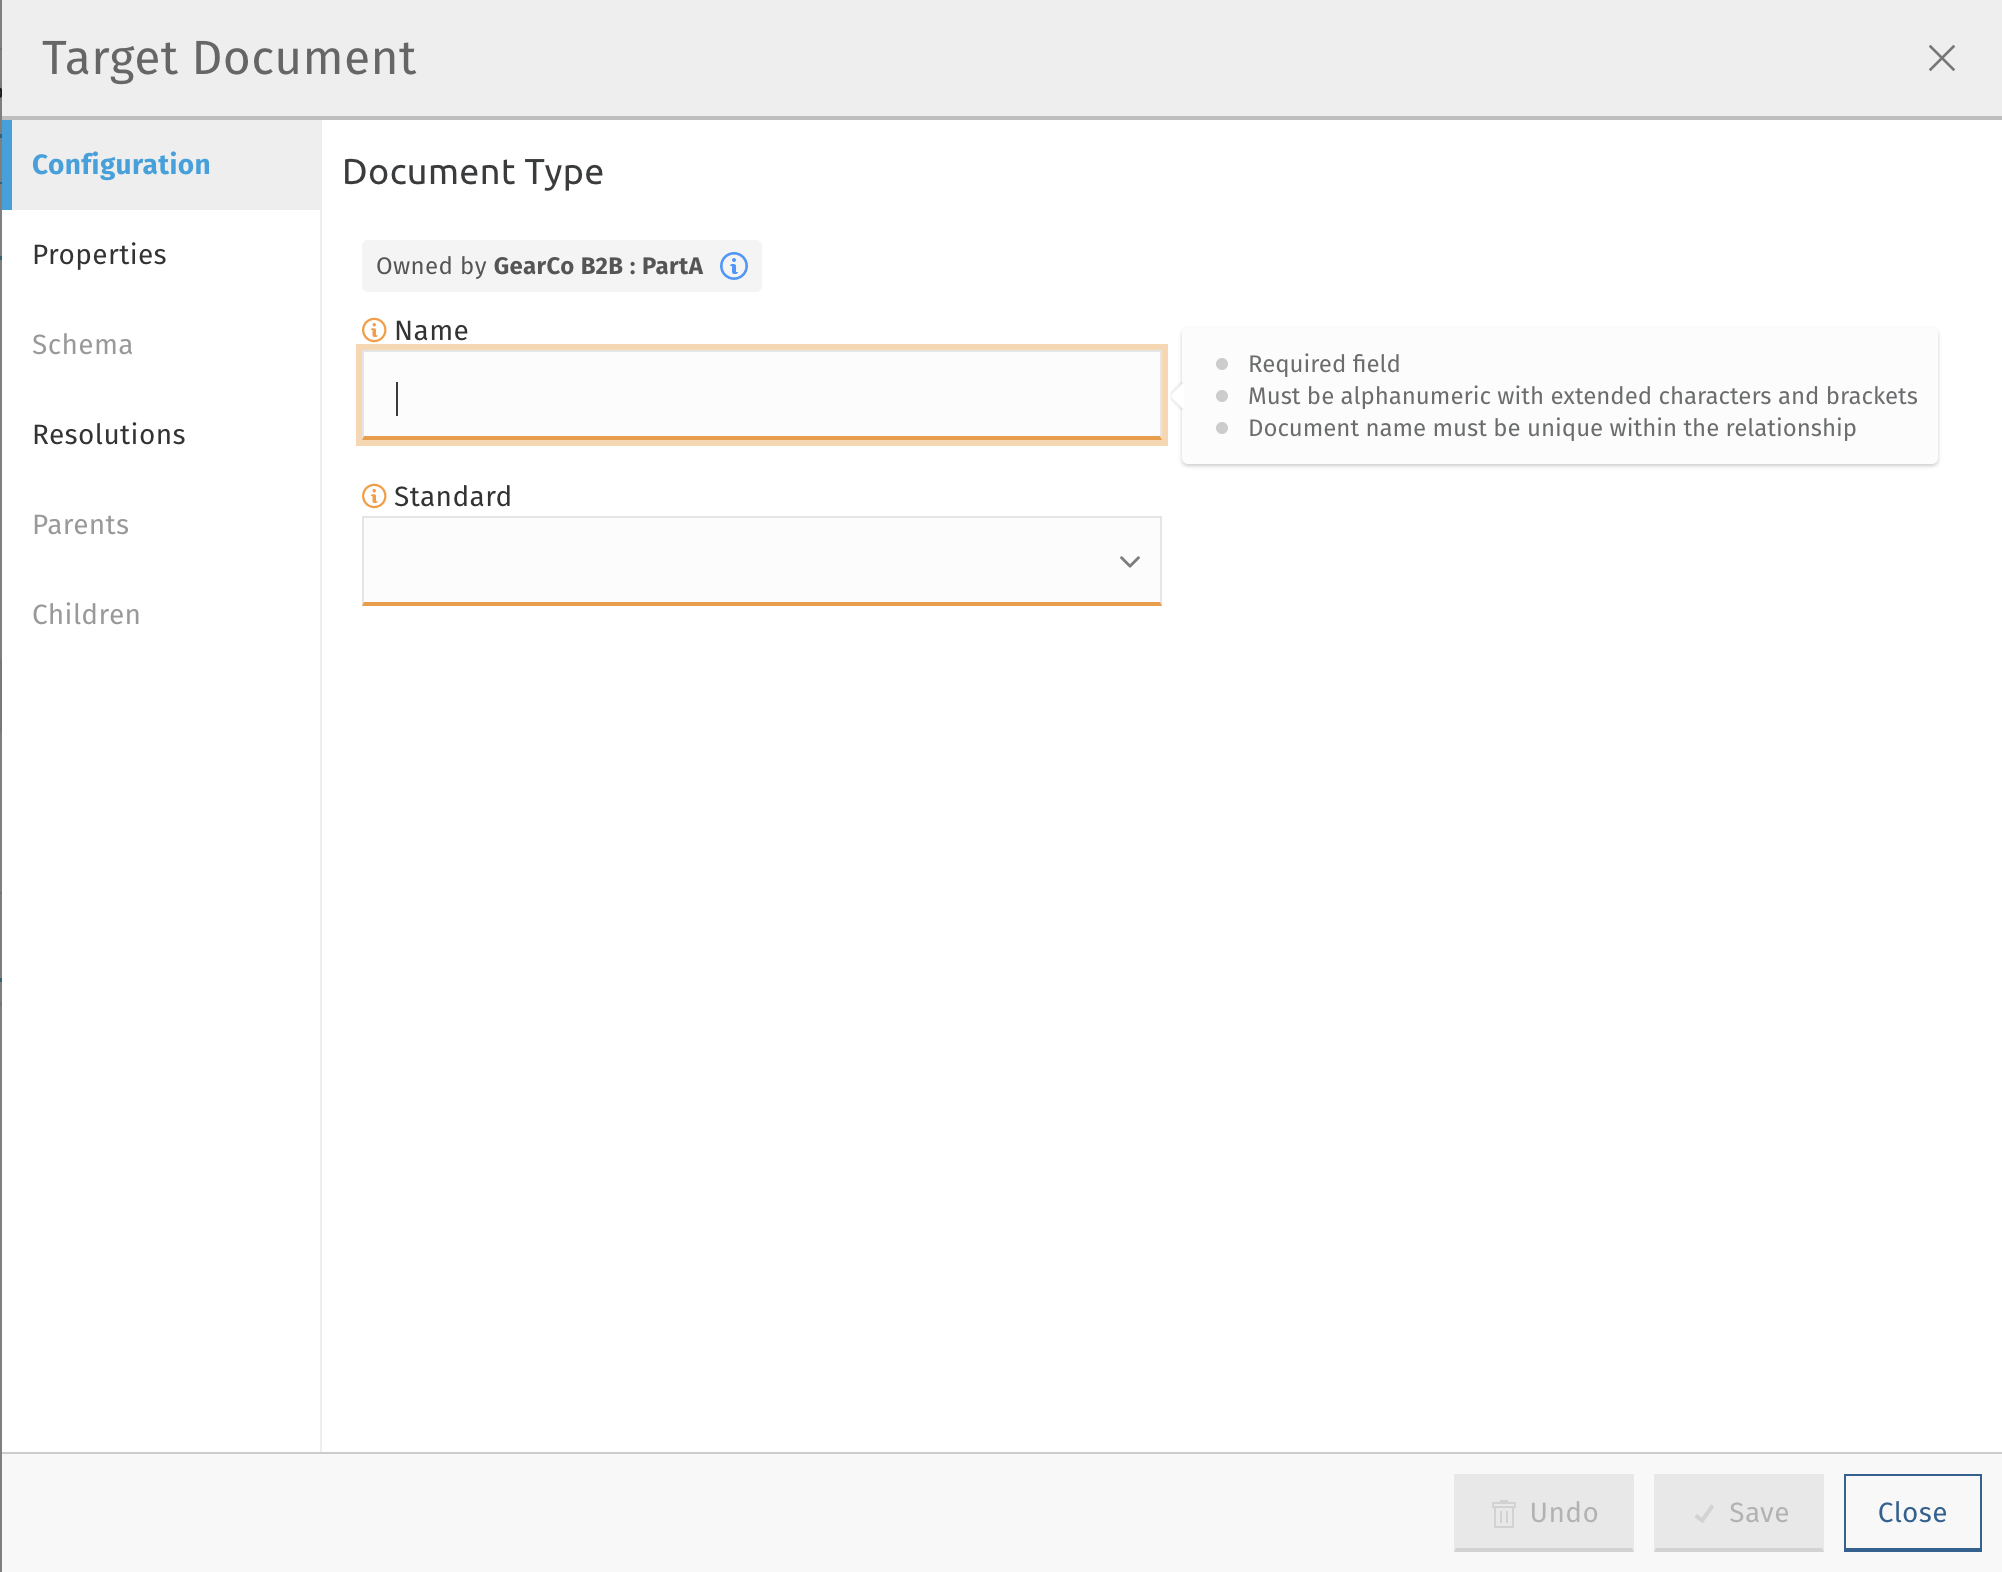 Target Document
Configuration
Properties
Schema
Resolutions
Parents
Children
Document Type
Owned by GearCo B2B : PartA
Name
Required field
Must be alphanumeric with extended characters and brackets
Document name must be unique within the relationship
Standard
Undo
Save
Close